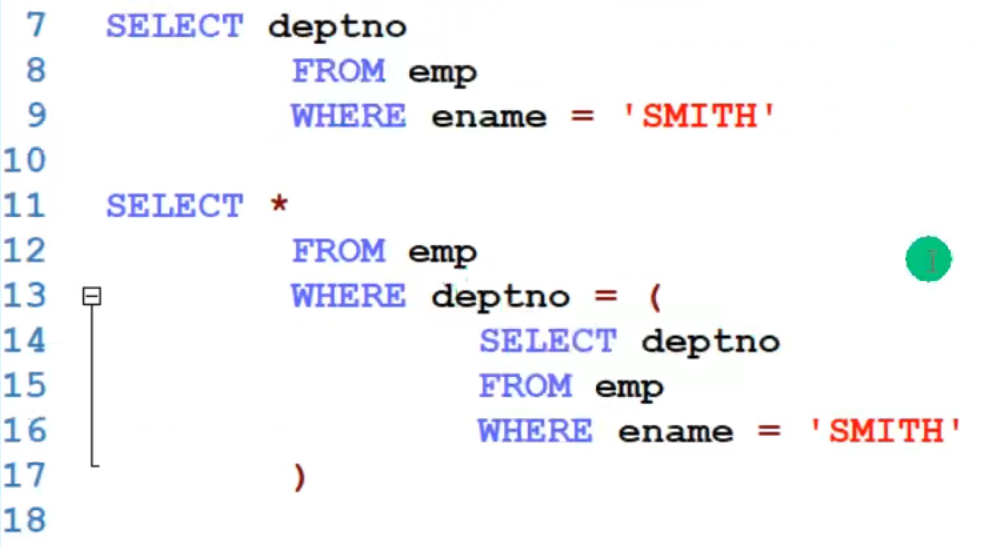 7 SELECT deptno
8 FROM emp
9 WHERE ename = 'SMITH'
10
11 SELECT *
12 FROM emp
13 WHERE deptno = (
14 SELECT deptno
15 FROM emp
16 WHERE ename = 'SMITH'
17 )
18